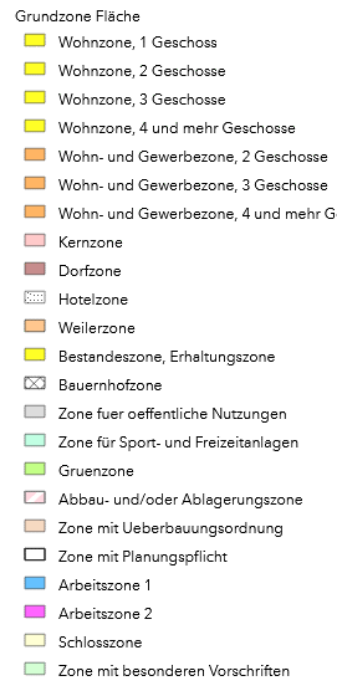 Grundzone Fläche
Wohnzone, 1 Geschoss
Wohnzone, 2 Geschosse
Wohnzone, 3 Geschosse
Wohnzone, 4 und mehr Geschosse
Wohn- und Gewerbezone, 2 Geschosse
Wohn- und Gewerbezone, 3 Geschosse
Wohn- und Gewerbezone, 4 und mehr G
Kernzone
Dorfzone
Hotelzone
Weilerzone
Bestandeszone, Erhaltungszone
Bauernhofzone
Zone fuer oeffentliche Nutzungen
Zone für Sport- und Freizeitanlagen
Gruenzone
Abbau- und/oder Ablagerungszone
Zone mit Ueberbauungsordnung
Zone mit Planungspflicht
Arbeitszone 1
Arbeitszone 2
Schlosszone
Zone mit besonderen Vorschriften